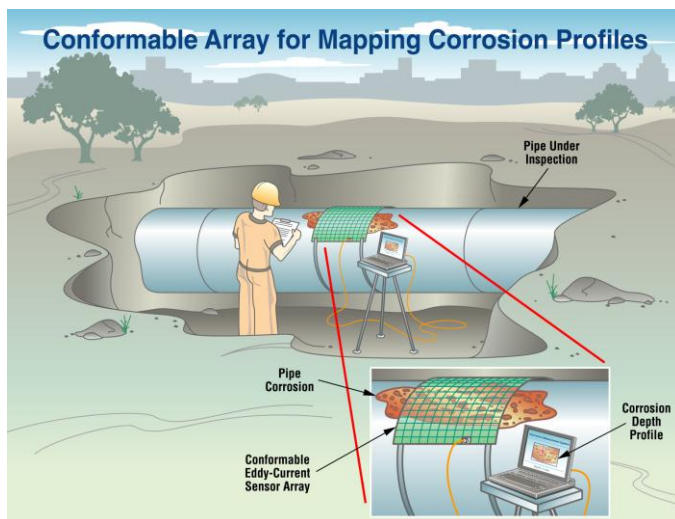 Conformable Array for Mapping Corrosion Profiles
Pipe Under
Inspection
Pipe
Corrosion
Conformable
Eddy-Current
Sensor Array
Corrosion
Depth
Profile